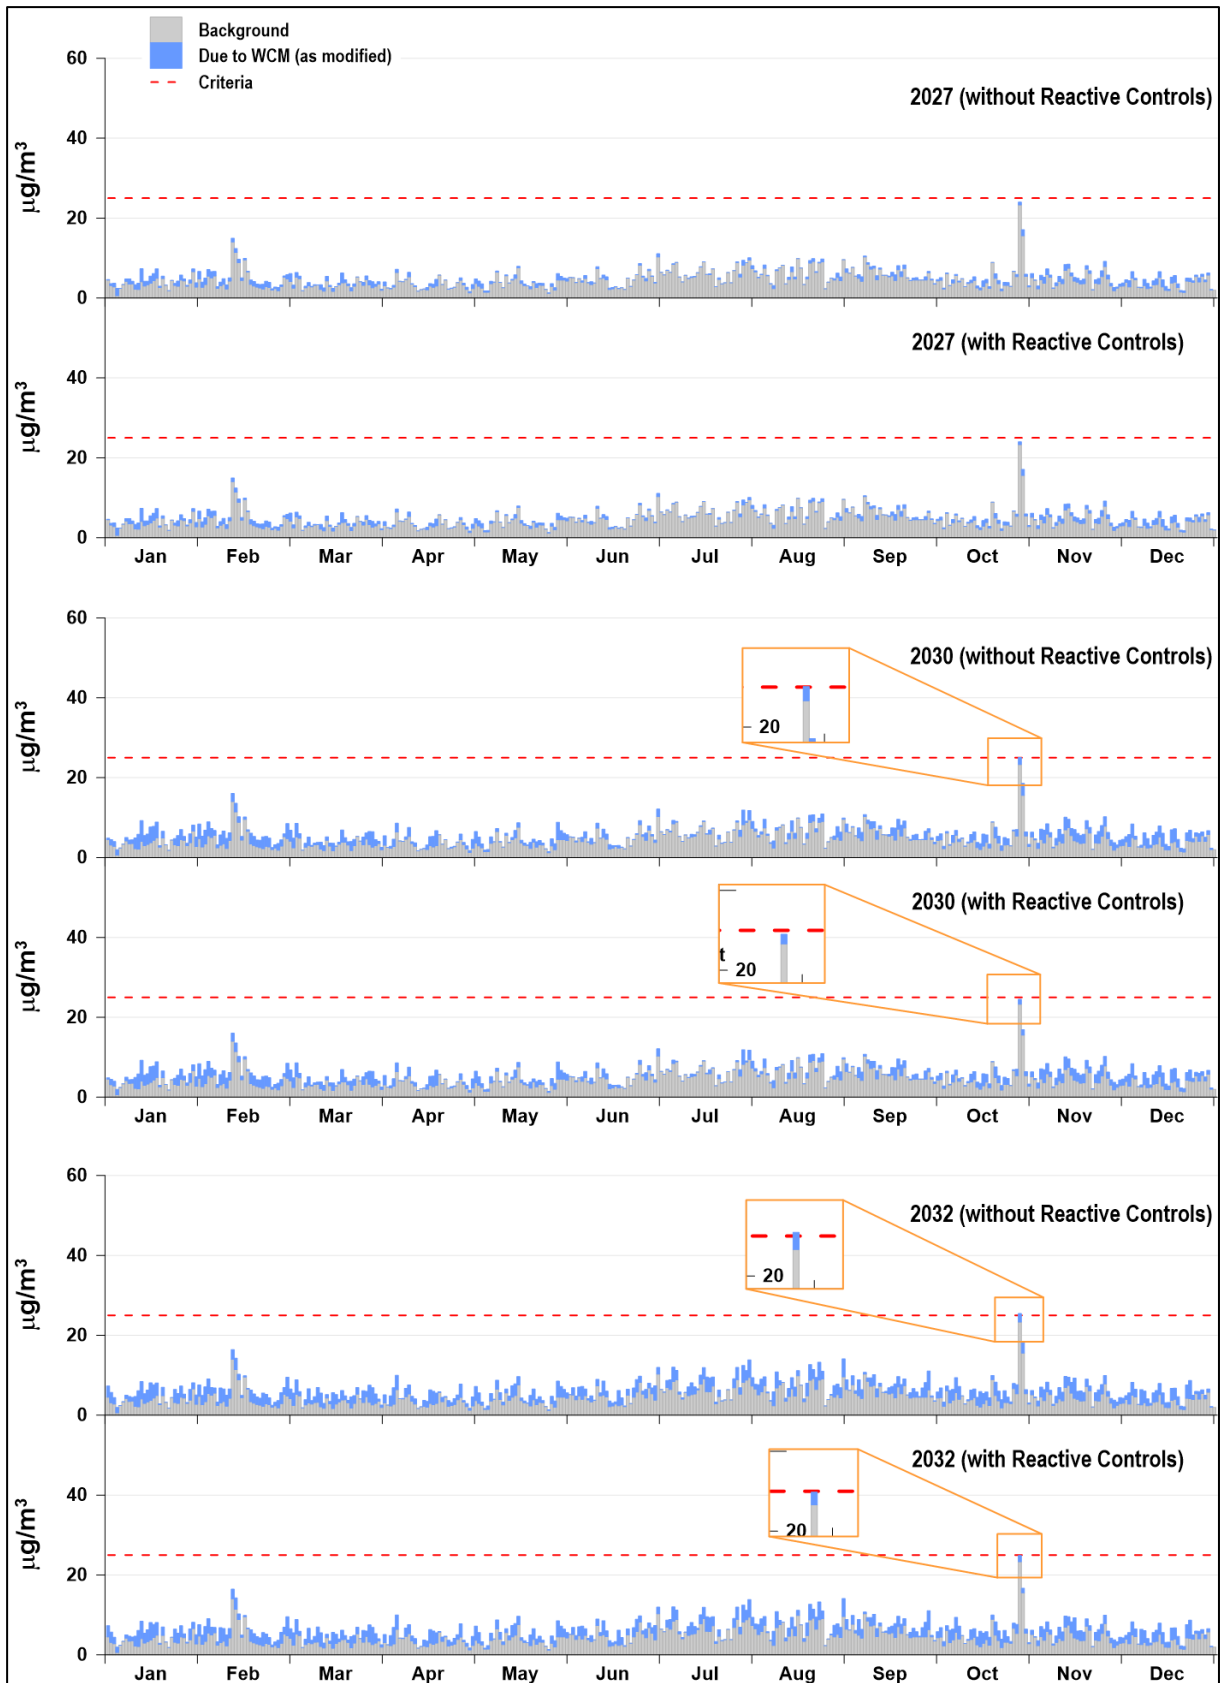 Background
Due to WCM (as modified)
Criteria
60
40
20
0
µg/m³
2027 (without Reactive Controls)
40
20
0
µg/m³
2027 (with Reactive Controls)
Jan Feb Mar Apr May Jun Jul Aug Sep Oct Nov Dec
60
40
20
0
µg/m³
2030 (without Reactive Controls)
20
40
20
0
µg/m³
2030 (with Reactive Controls)
t
20
Jan Feb Mar Apr May Jun Jul Aug Sep Oct Nov Dec
60
40
20
0
µg/m³
2032 (without Reactive Controls)
20
40
20
0
µg/m³
2032 (with Reactive Controls)
20
Jan Feb Mar Apr May Jun Jul Aug Sep Oct Nov Dec